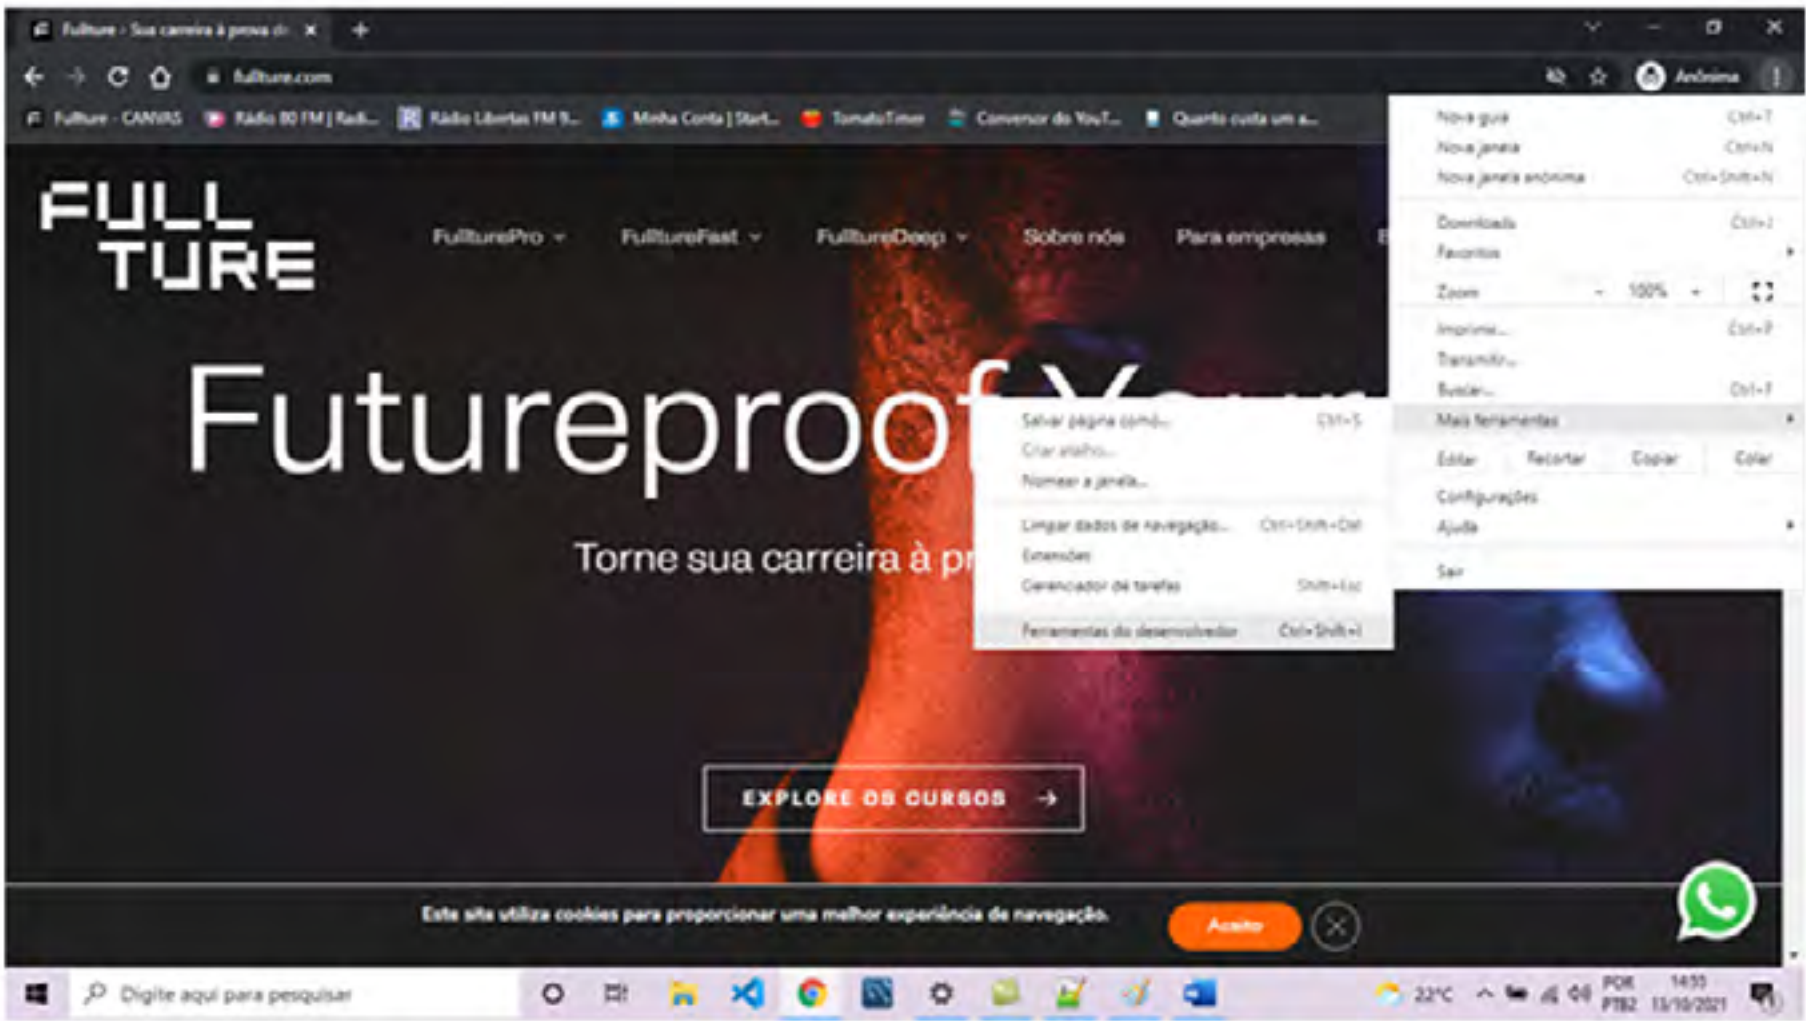 Fullture - Sua carreira à prova de
fullture.com
Anônima
Fullture - CANVAS
Rádio 80 FM | Radi...
Rádio Libertas FM 9...
Minha Conta | Start...
TomatoTimer
Conversor do YouT...
Quanto custa um a...
FULL
TURE
FullturePro
FulltureFast
FulltureDeep
Sobre nós
Para empresas
Futureproof Your
Torne sua carreira à pr
EXPLORE OS CURSOS →
Nova guia Ctrl+T
Nova janela Ctrl+N
Nova janela anônima Ctrl+Shift+N
Downloads Ctrl+J
Favoritos
Zoom - 100% +
Imprimir... Ctrl+P
Transmitir...
Buscar... Ctrl+F
Mais ferramentas
Editar Recortar Copiar Colar
Configurações
Ajuda
Sair
Salvar página como... Ctrl+S
Criar atalho...
Nomear a janela...
Limpar dados de navegação... Ctrl+Shift+Del
Extensões
Gerenciador de tarefas Shift+Esc
Ferramentas do desenvolvedor Ctrl+Shift+I
Este site utiliza cookies para proporcionar uma melhor experiência de navegação.
Aceito
Digite aqui para pesquisar
22°C
POR
PTB2
14:55
13/10/2021